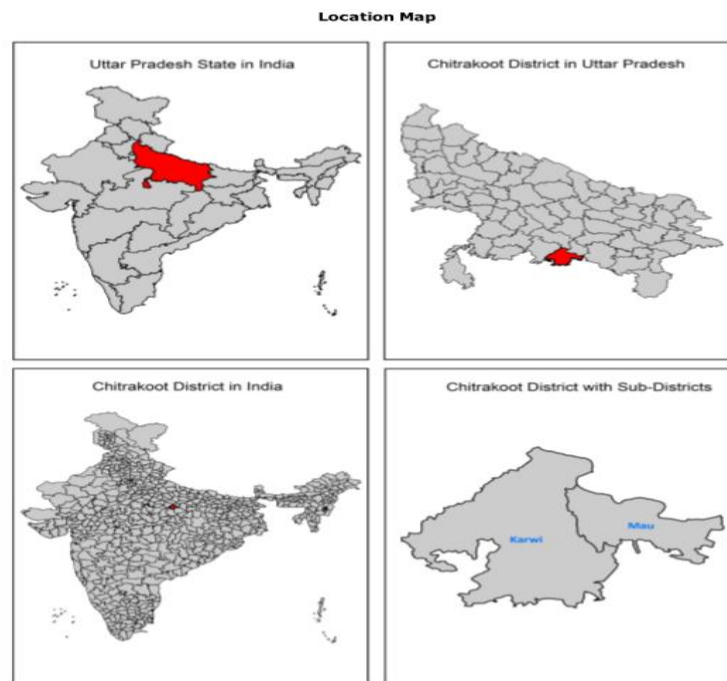 Location Map
Uttar Pradesh State in India
Chitrakoot District in Uttar Pradesh
Chitrakoot District in India
Chitrakoot District with Sub-Districts
Karwi
Mau